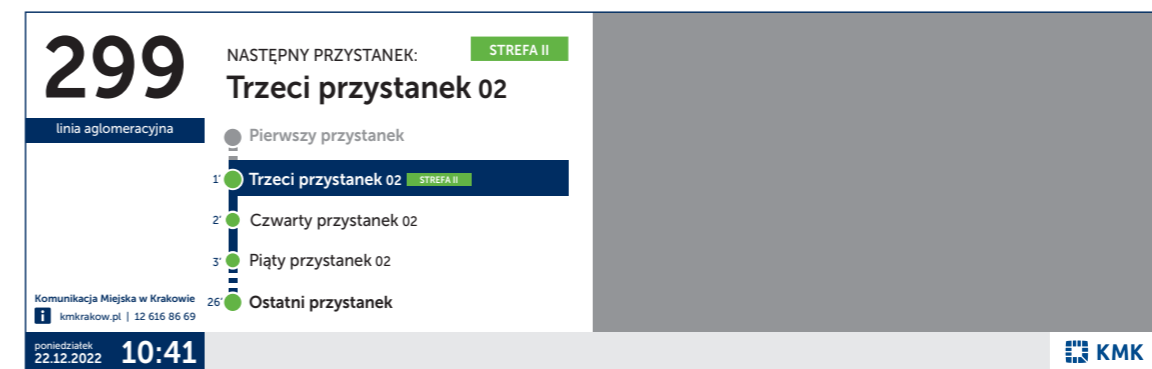 299
linia aglomeracyjna
NASTĘPNY PRZYSTANEK:
STREFA II
Trzeci przystanek 02
Pierwszy przystanek
1' Trzeci przystanek 02 STREFA II
2' Czwarty przystanek 02
3' Piąty przystanek 02
26' Ostatni przystanek
Komunikacja Miejska w Krakowie
i kmkrakow.pl | 12 616 86 69
poniedziałek
22.12.2022
10:41
KMK